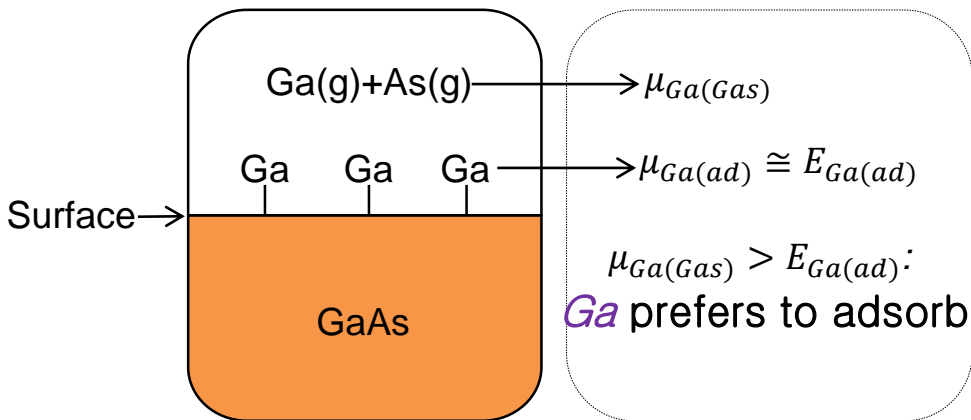 Ga(g)+As(g)
Ga Ga Ga
Surface
GaAs
𝜇𝐺𝑎(𝐺𝑎𝑠)
𝜇𝐺𝑎(𝑎𝑑) ≅ 𝐸𝐺𝑎(𝑎𝑑)
𝜇𝐺𝑎(𝐺𝑎𝑠) > 𝐸𝐺𝑎(𝑎𝑑):
Ga prefers to adsorb